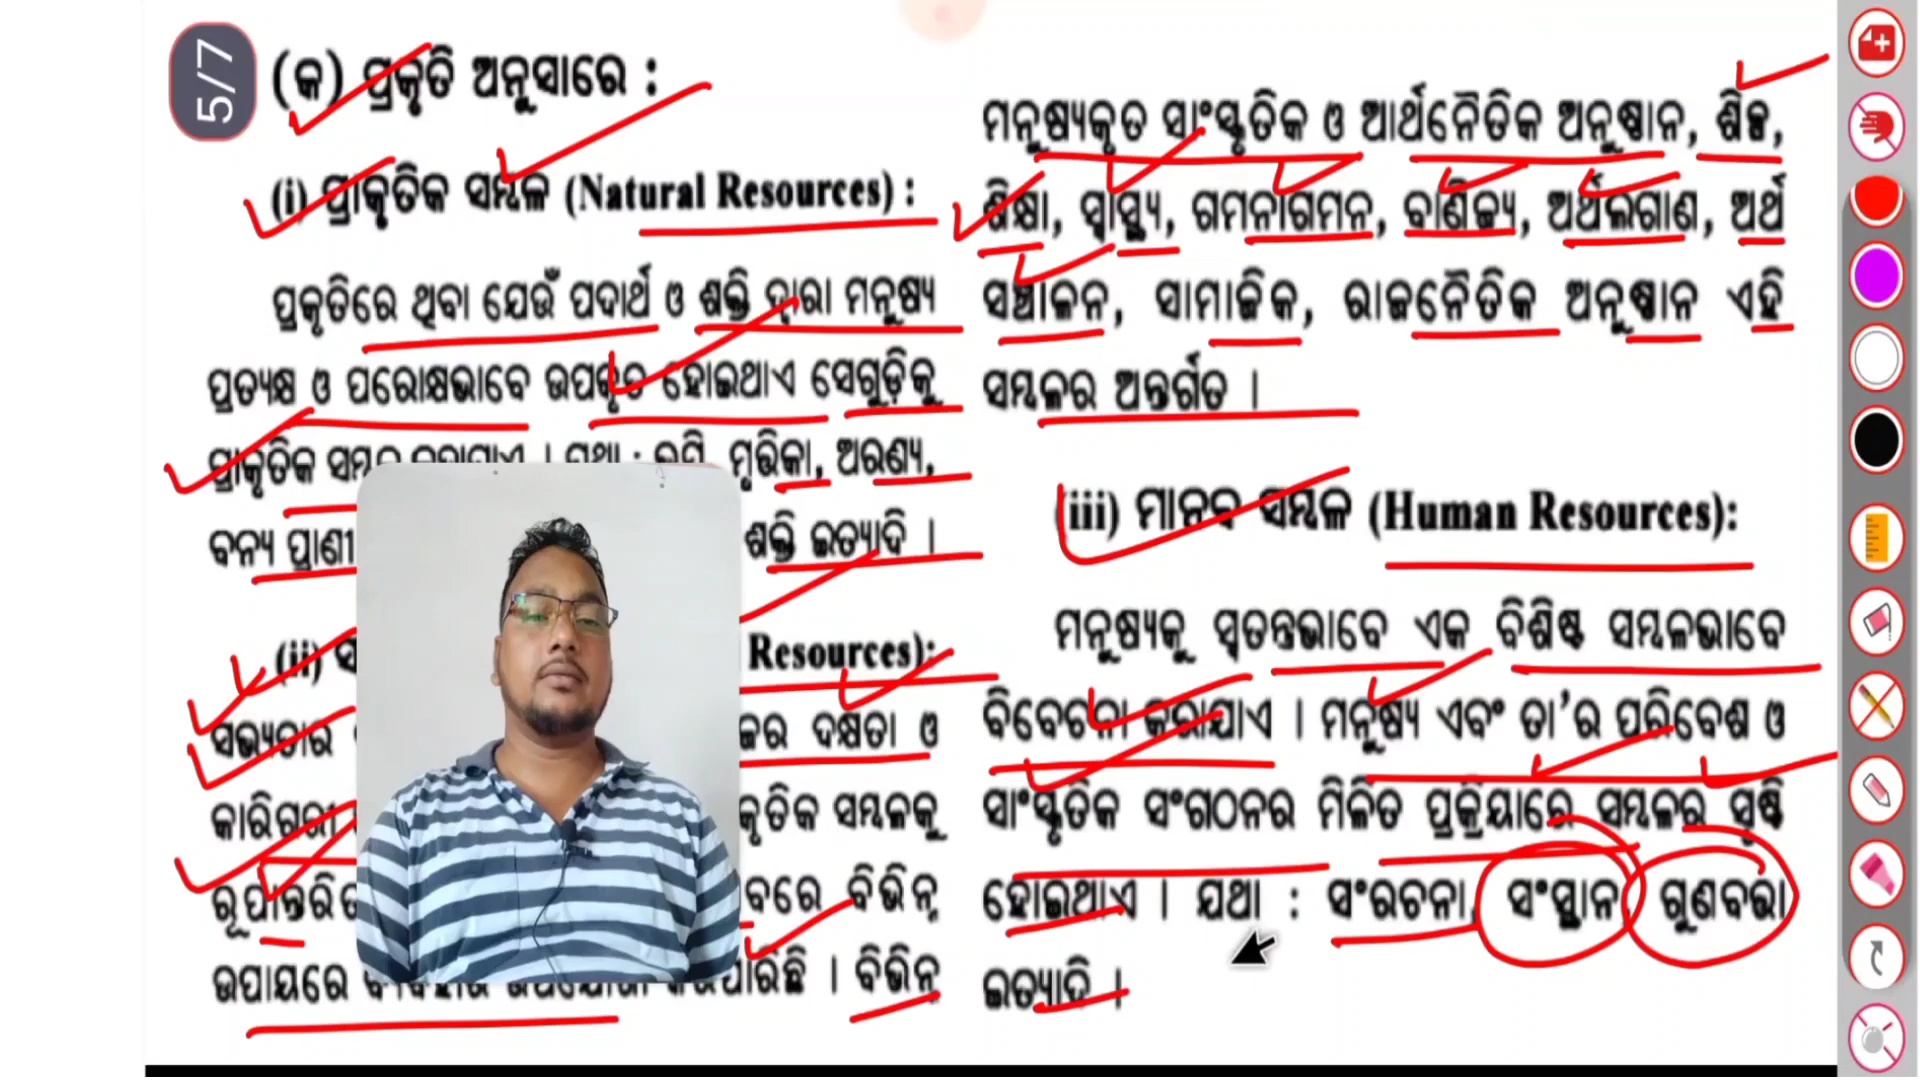 5/7
(କ) ପ୍ରକୃତି ଅନୁସାରେ :
(i) ପ୍ରାକୃତିକ ସମ୍ବଳ (Natural Resources) :
ପ୍ରକୃତିରେ ଥିବା ଯେଉଁ ପଦାର୍ଥ ଓ ଶକ୍ତି ଦ୍ୱାରା ମନୁଷ୍ୟ
ପ୍ରତ୍ୟକ୍ଷ ଓ ପରୋକ୍ଷଭାବେ ଉପକୃତ ହୋଇଥାଏ ସେଗୁଡ଼ିକୁ
ପ୍ରାକୃତିକ ମୃତ୍ତିକା, ଅରଣ୍ୟ,
ବନ୍ୟ ପ୍ରାଣୀ ଶକ୍ତି ଇତ୍ୟାଦି ।
(ii) Resources):
ସଭ୍ୟତାର ଦକ୍ଷତା ଓ
କାରିଗରୀ ସମ୍ବଳକୁ
ବିଭିନ୍ନ
ଉପାୟରେ । ବିଭିନ୍ନ
ମନୁଷ୍ୟକୃତ ସାଂସ୍କୃତିକ ଓ ଆର୍ଥନୈତିକ ଅନୁଷ୍ଠାନ, ଶିଳ୍ପ,
ଶିକ୍ଷା, ସ୍ୱାସ୍ଥ୍ୟ, ଗମନାଗମନ, ବାଣିଜ୍ୟ, ଅର୍ଥଲଗାଣ, ଅର୍ଥ
ସଞ୍ଚାଳନ, ସାମାଜିକ, ରାଜନୈତିକ ଅନୁଷ୍ଠାନ ଏହି
ସମ୍ବଳର ଅନ୍ତର୍ଗତ ।
(iii) ମାନବ ସମ୍ବଳ (Human Resources):
ମନୁଷ୍ୟକୁ ସ୍ୱତନ୍ତ୍ରଭାବେ ଏକ ବିଶିଷ୍ଟ ସମ୍ବଳଭାବେ
ବିବେଚନା କରାଯାଏ । ମନୁଷ୍ୟ ଏବଂ ତା'ର ପରିବେଶ ଓ
ସାଂସ୍କୃତିକ ସଂଗଠନର ମିଳିତ ପ୍ରକ୍ରିୟାରେ ସମ୍ବଳର ସୃଷ୍ଟି
ହୋଇଥାଏ । ଯଥା : ସଂରଚନା, ସଂସ୍ଥାନ ଗୁଣବତ୍ତା
ଇତ୍ୟାଦି ।